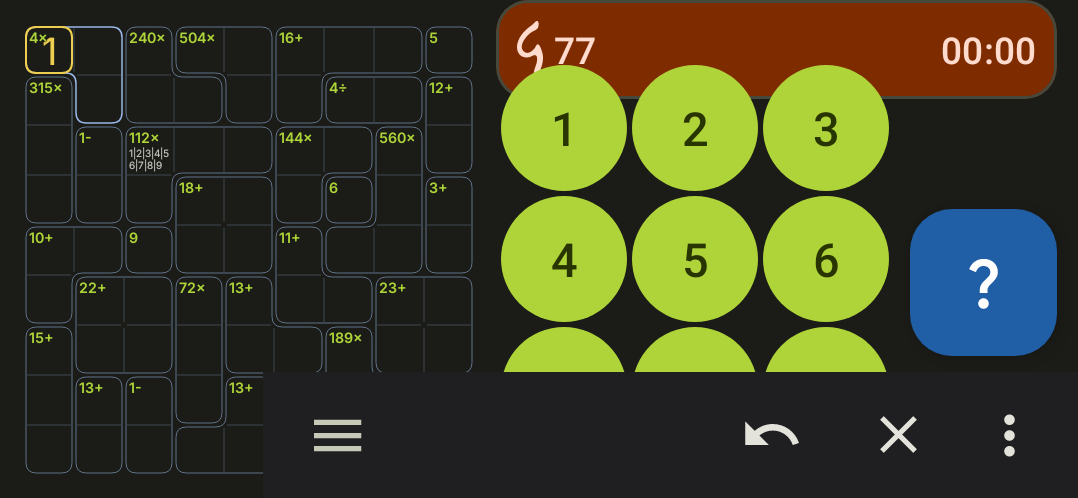 4× 1 240× 504× 16+ 5
315× 4÷ 12+
1- 112× 144× 560×
1|2|3|4|5
6|7|8|9
18+ 6 3+
10+ 9 11+
22+ 72× 13+ 23+
15+ 189×
13+ 1- 13+
77 00:00
1 2 3
4 5 6
?